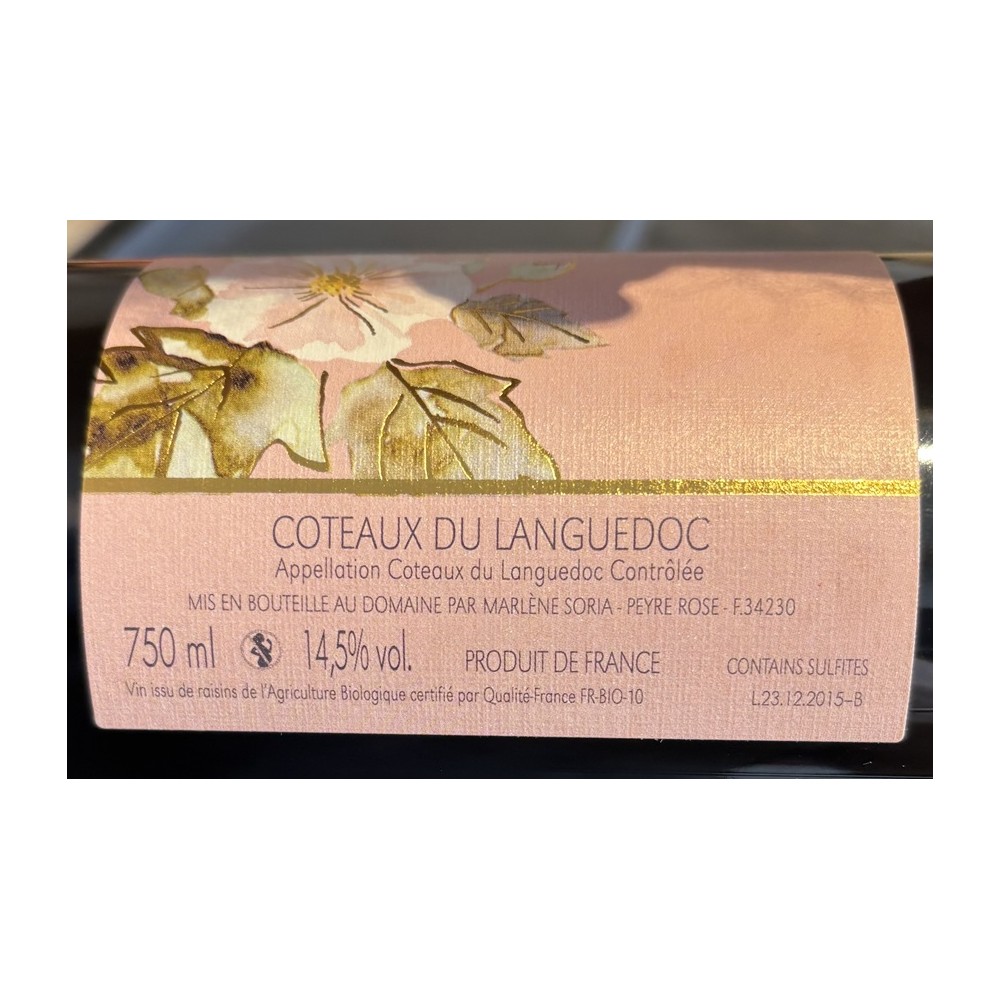 COTEAUX DU LANGUEDOC
Appellation Coteaux du Languedoc Contrôlée
MIS EN BOUTEILLE AU DOMAINE PAR MARLÈNE SORIA - PEYRE ROSE - F.34230
750 ml 14,5% vol. PRODUIT DE FRANCE CONTAINS SULFITES
Vin issu de raisins de l'Agriculture Biologique certifié par Qualité-France FR-BIO-10 L23.12.2015-B